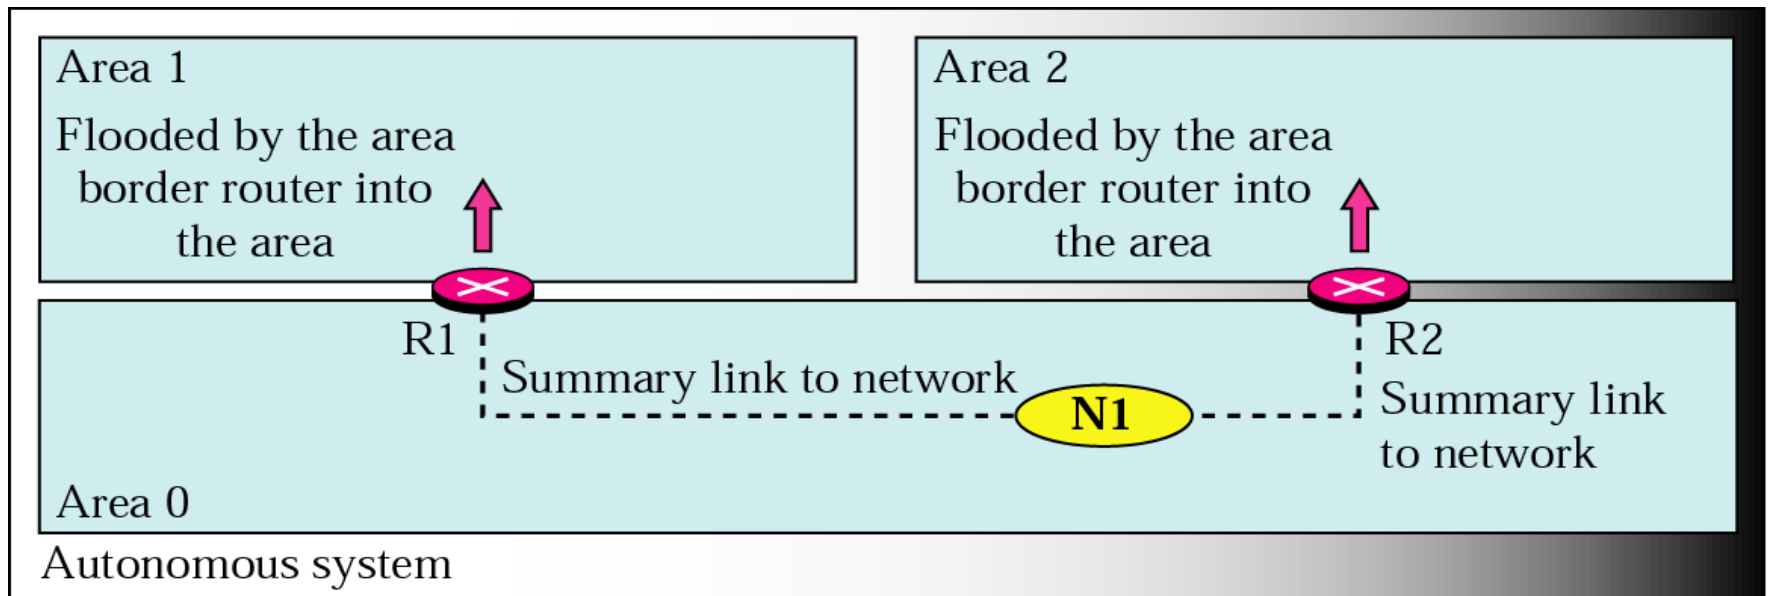 Area 1
Flooded by the area
border router into
the area
Area 2
Flooded by the area
border router into
the area
R1
R2
Summary link to network
N1
Summary link
to network
Area 0
Autonomous system